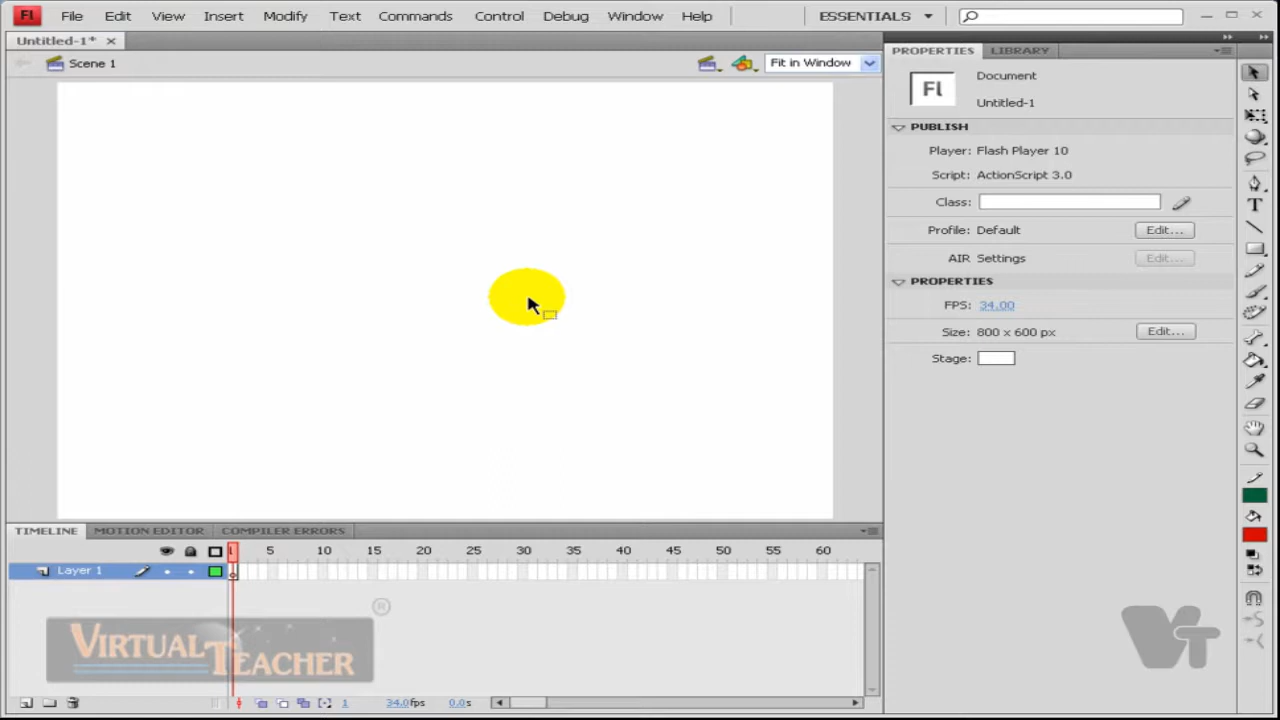 Fl File Edit View Insert Modify Text Commands Control Debug Window Help ESSENTIALS
Untitled-1*
Scene 1 Fit in Window
PROPERTIES LIBRARY
Fl Document
Untitled-1
PUBLISH
Player: Flash Player 10
Script: ActionScript 3.0
Class:
Profile: Default Edit...
AIR Settings Edit...
PROPERTIES
FPS: 34.00
Size: 800 x 600 px Edit...
Stage:
T
TIMELINE MOTION EDITOR COMPILER ERRORS
1 5 10 15 20 25 30 35 40 45 50 55 60
Layer 1
VIRTUALTEACHER ®
VT
1 34.0fps 0.0s